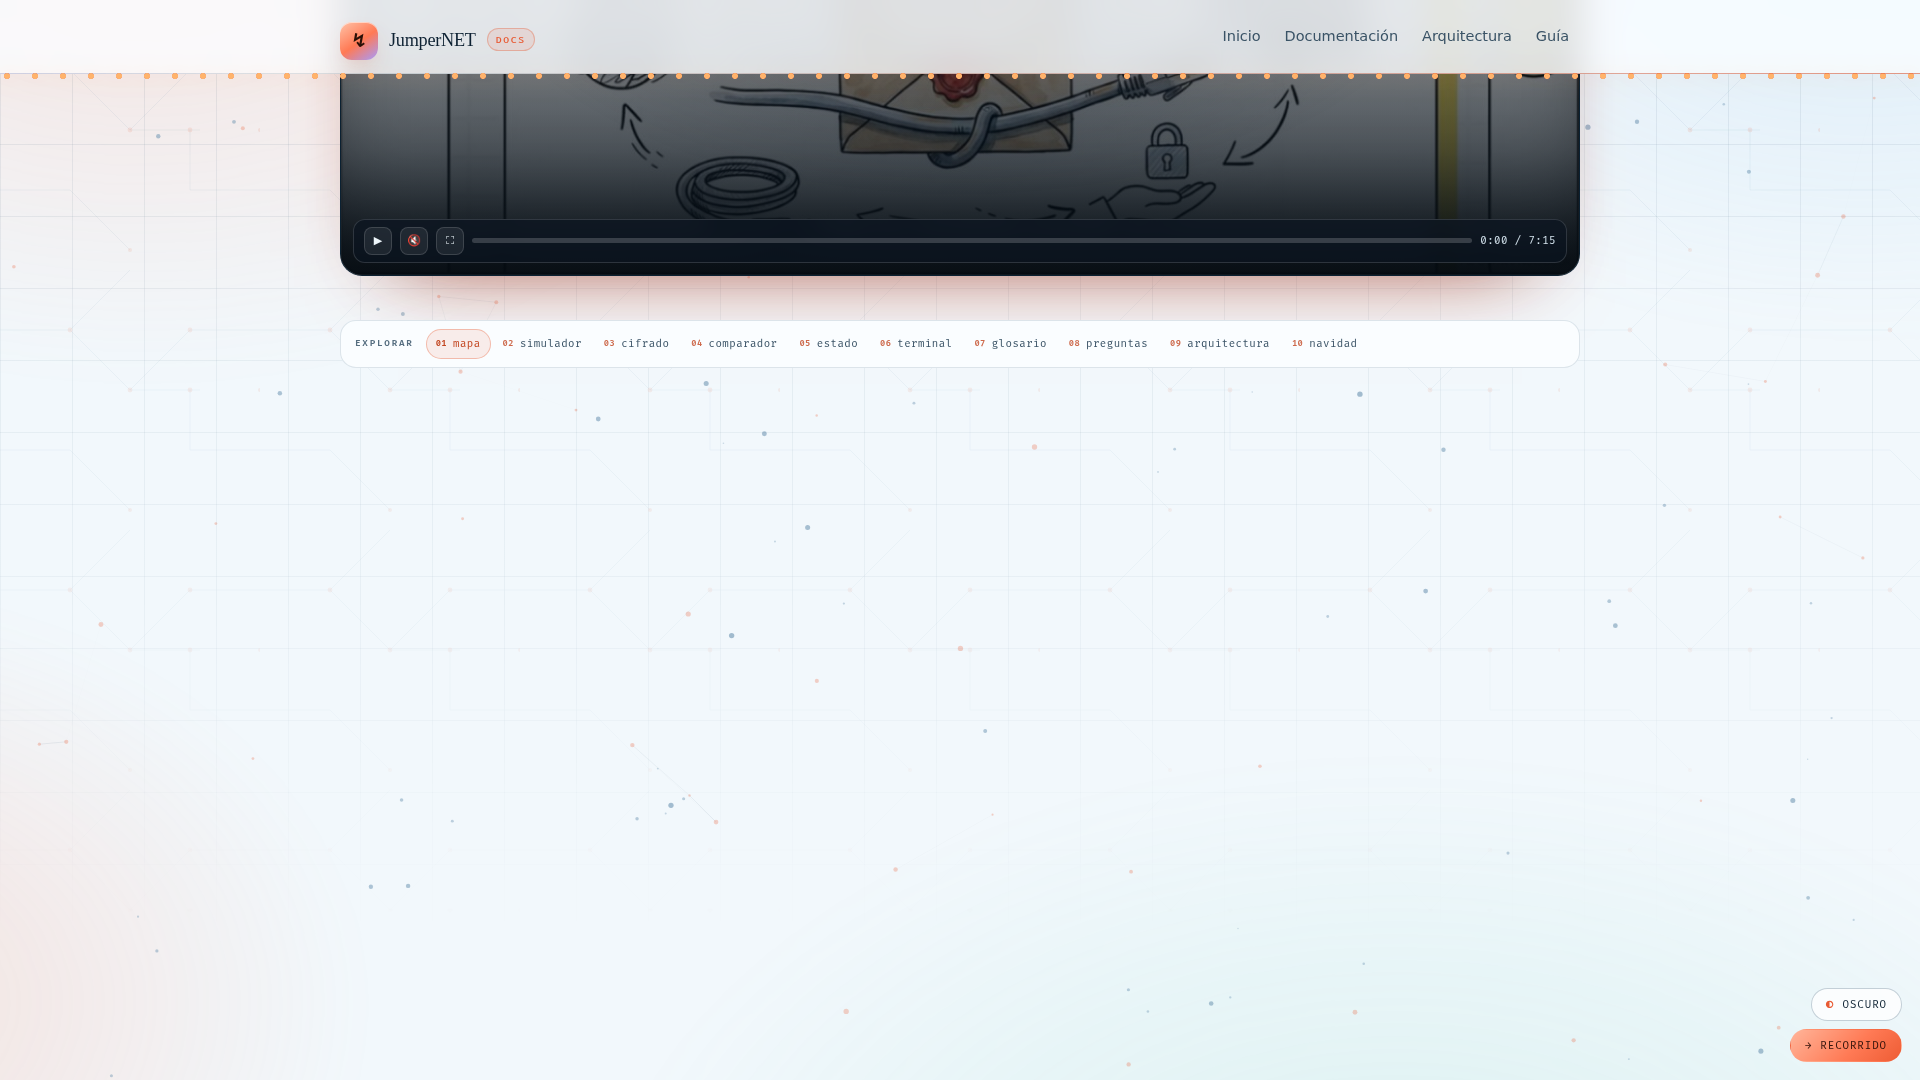 JumperNET DOCS Inicio Documentación Arquitectura Guía
0:00 / 7:15
EXPLORAR 01 mapa 02 simulador 03 cifrado 04 comparador 05 estado 06 terminal 07 glosario 08 preguntas 09 arquitectura 10 navidad
OSCURO
→ RECORRIDO